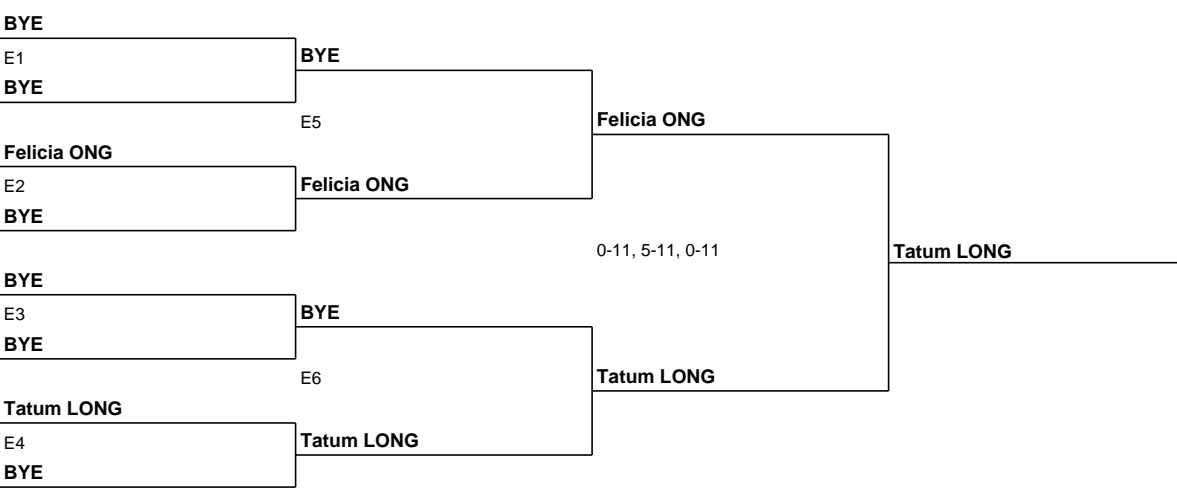 BYE
E1
BYE
BYE
E5
Felicia ONG
Felicia ONG
E2
Felicia ONG
BYE
0-11, 5-11, 0-11
Tatum LONG
BYE
E3
BYE
BYE
E6
Tatum LONG
Tatum LONG
E4
Tatum LONG
BYE